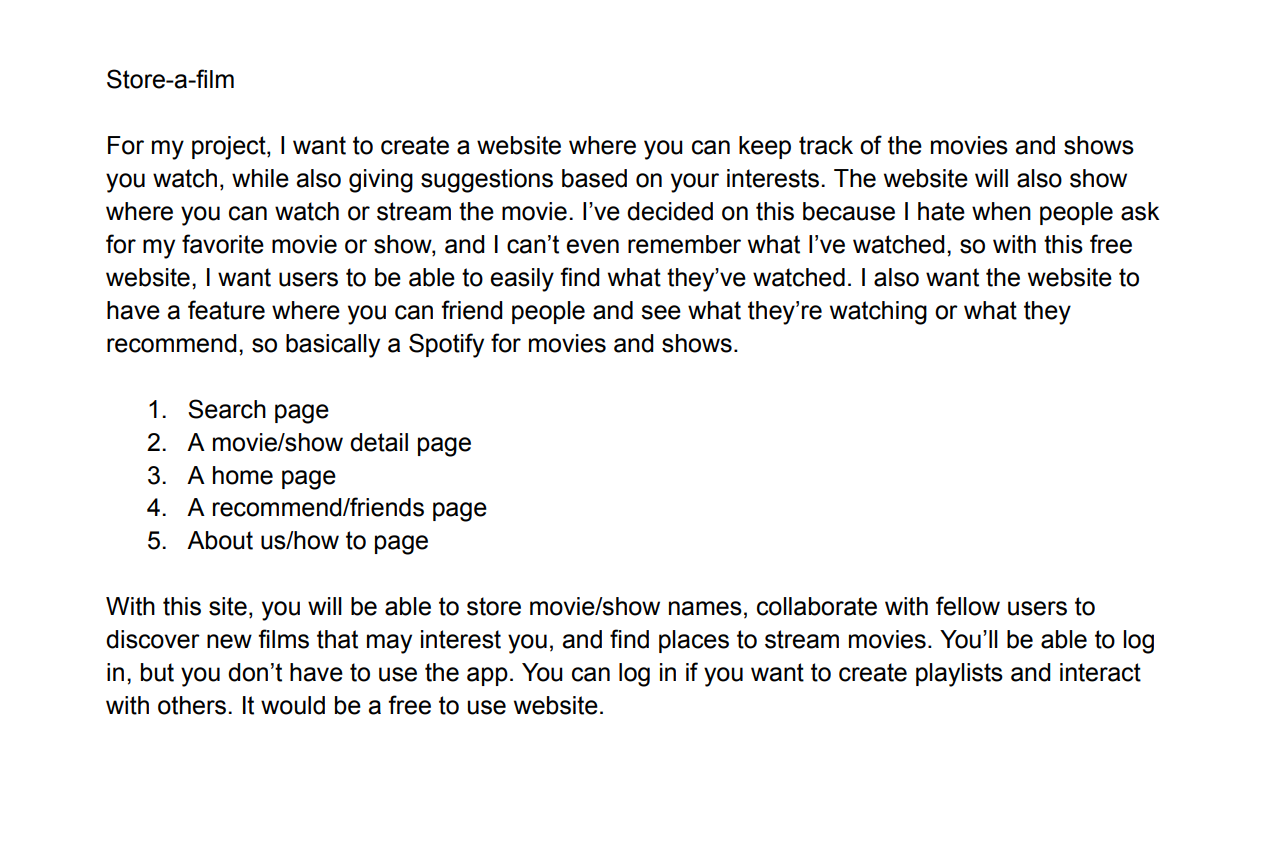 Store-a-film
For my project, I want to create a website where you can keep track of the movies and shows
you watch, while also giving suggestions based on your interests. The website will also show
where you can watch or stream the movie. I’ve decided on this because I hate when people ask
for my favorite movie or show, and I can’t even remember what I’ve watched, so with this free
website, I want users to be able to easily find what they’ve watched. I also want the website to
have a feature where you can friend people and see what they’re watching or what they
recommend, so basically a Spotify for movies and shows.
1. Search page
2. A movie/show detail page
3. A home page
4. A recommend/friends page
5. About us/how to page
With this site, you will be able to store movie/show names, collaborate with fellow users to
discover new films that may interest you, and find places to stream movies. You’ll be able to log
in, but you don’t have to use the app. You can log in if you want to create playlists and interact
with others. It would be a free to use website.